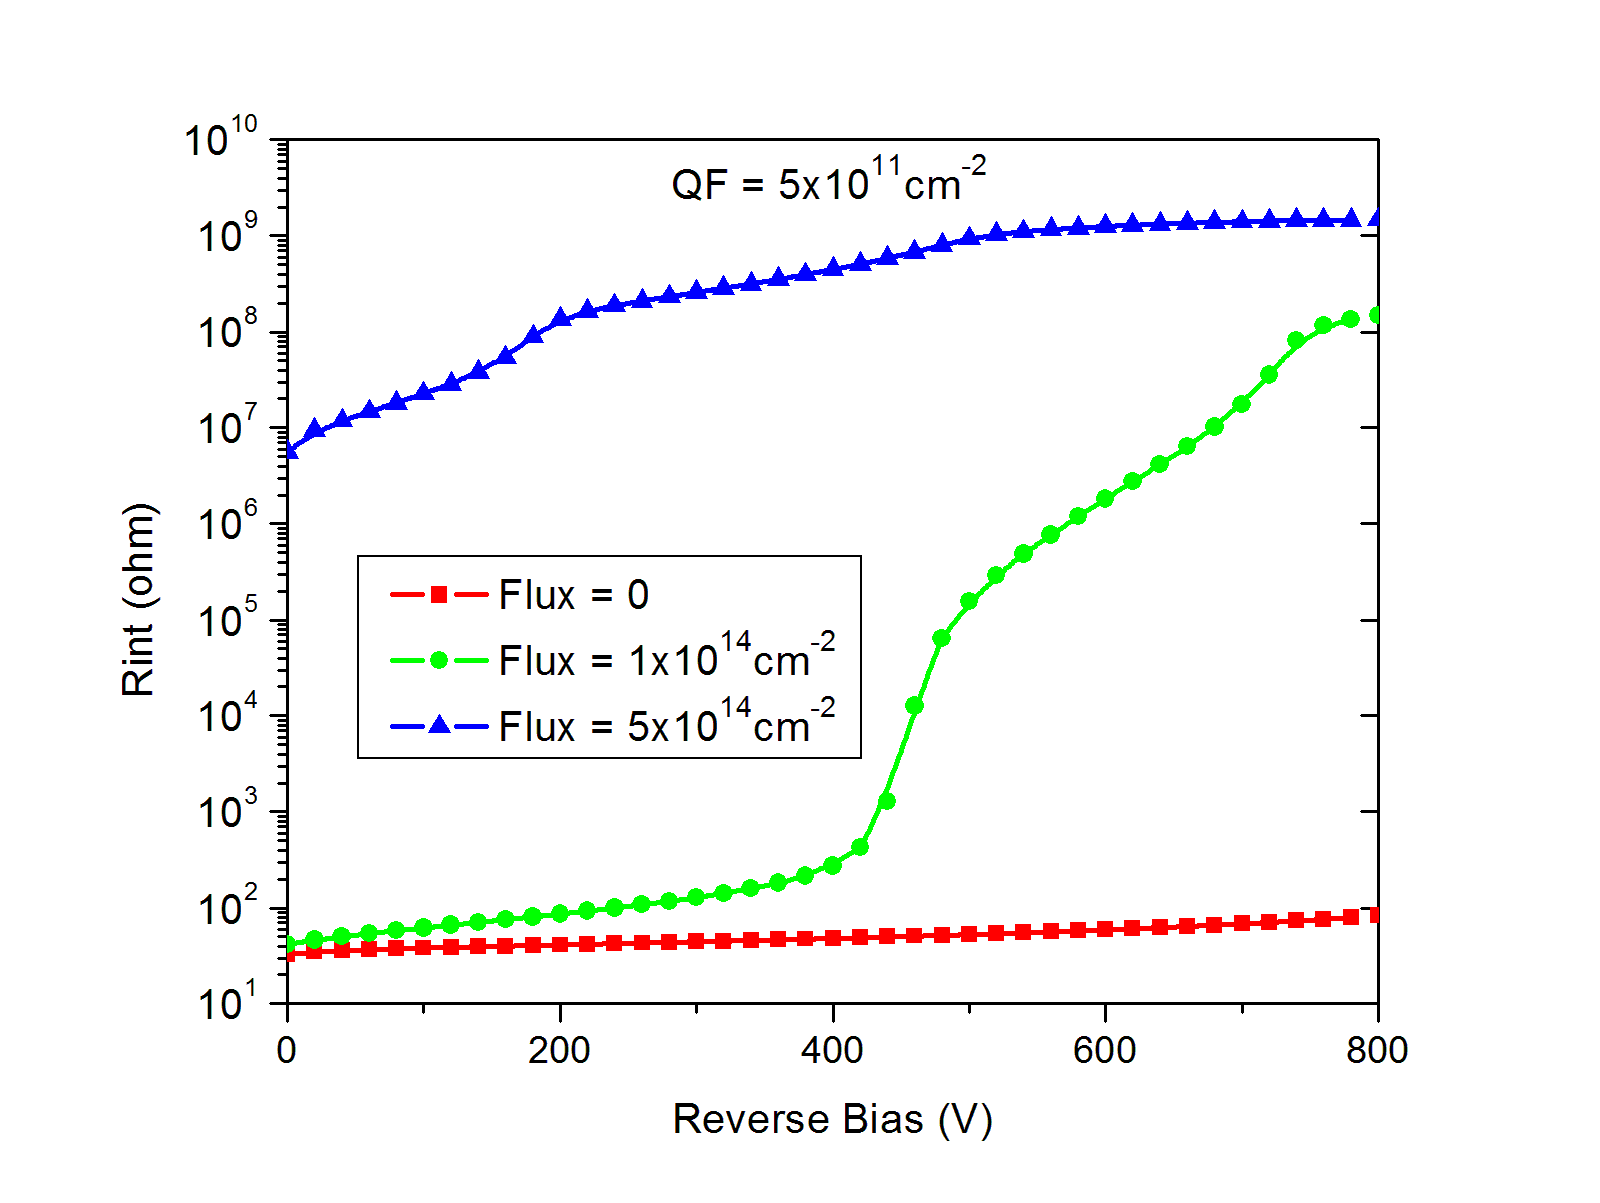 QF = 5x10^11cm^-2
10^10
10^9
10^8
10^7
10^6
10^5
10^4
10^3
10^2
10^1
Rint (ohm)
Flux = 0
Flux = 1x10^14cm^-2
Flux = 5x10^14cm^-2
0 200 400 600 800
Reverse Bias (V)